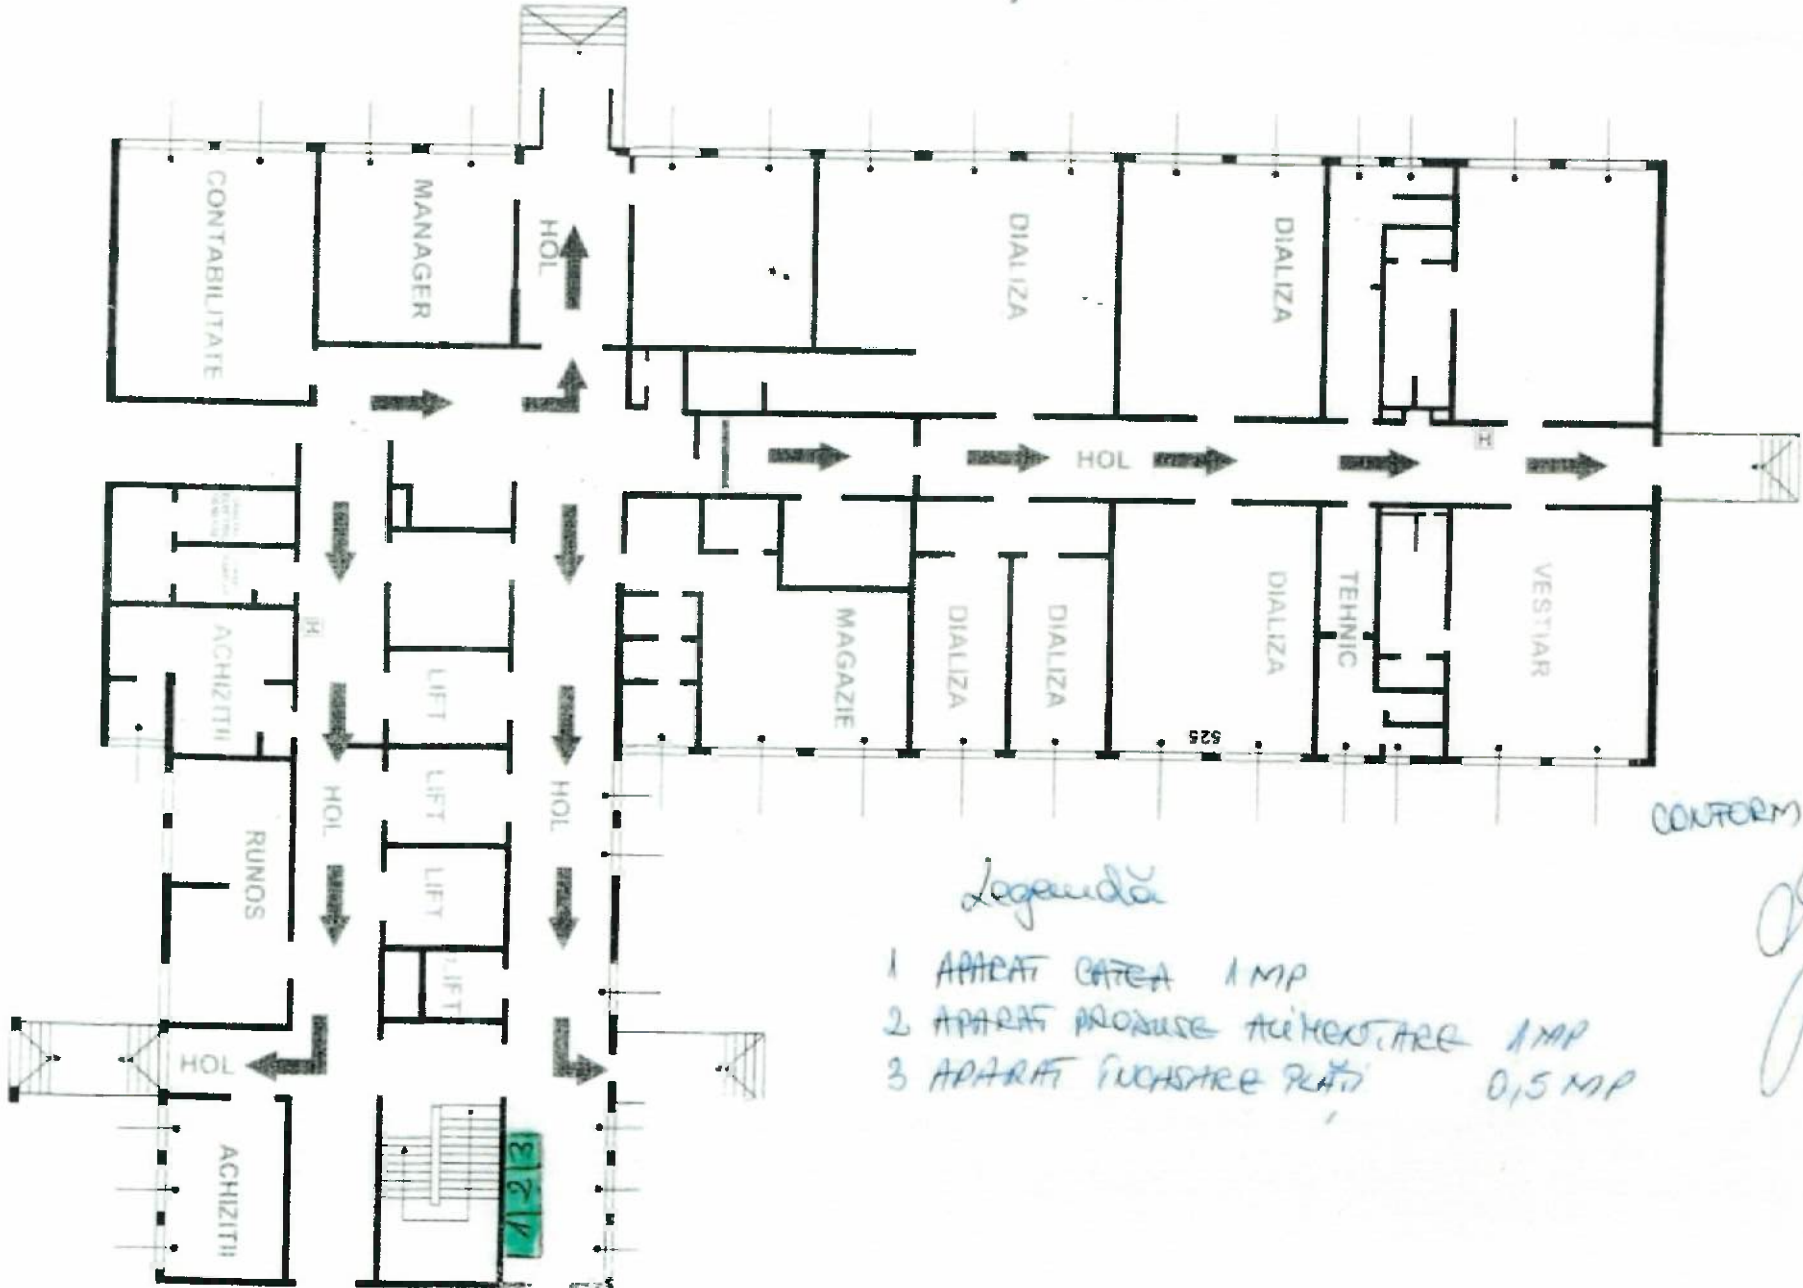 CONTABILITATE
MANAGER
HOL
DIALIZA
DIALIZA
HOL
H
H
ACHIZITII
LIFT
MAGAZIE
DIALIZA
DIALIZA
DIALIZA
TEHNIC
VESTIAR
525
HOL
LIFT
HOL
RUNOS
LIFT
LIFT
HOL
ACHIZITII
1 2 3
CONFORM
Legendă
1 APARAT CAFEA 1 MP
2 APARAT PRODUSE ALIMENTARE 1 MP
3 APARAT ÎNCASARE PLĂȚI 0,5 MP